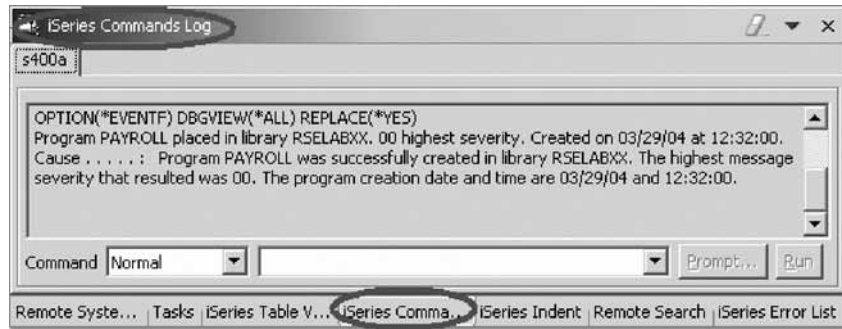 iSeries Commands Log
s400a
OPTION(*EVENTF) DBGVIEW(*ALL) REPLACE(*YES)
Program PAYROLL placed in library RSELABXX. 00 highest severity. Created on 03/29/04 at 12:32:00.
Cause . . . . . :   Program PAYROLL was successfully created in library RSELABXX. The highest message
severity that resulted was 00. The program creation date and time are 03/29/04 and 12:32:00.
Command Normal Prompt... Run
Remote Syste... Tasks iSeries Table V... iSeries Comma... iSeries Indent Remote Search iSeries Error List